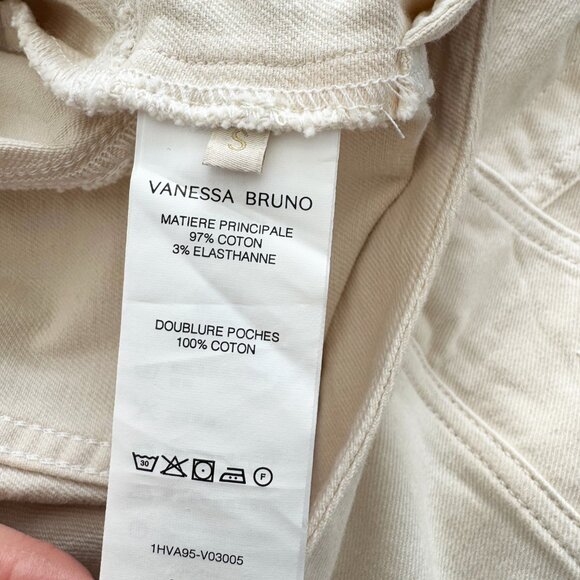 S
VANESSA BRUNO
MATIERE PRINCIPALE
97% COTON
3% ELASTHANNE
DOUBLURE POCHES
100% COTON
30 F
1HVA95-V03005